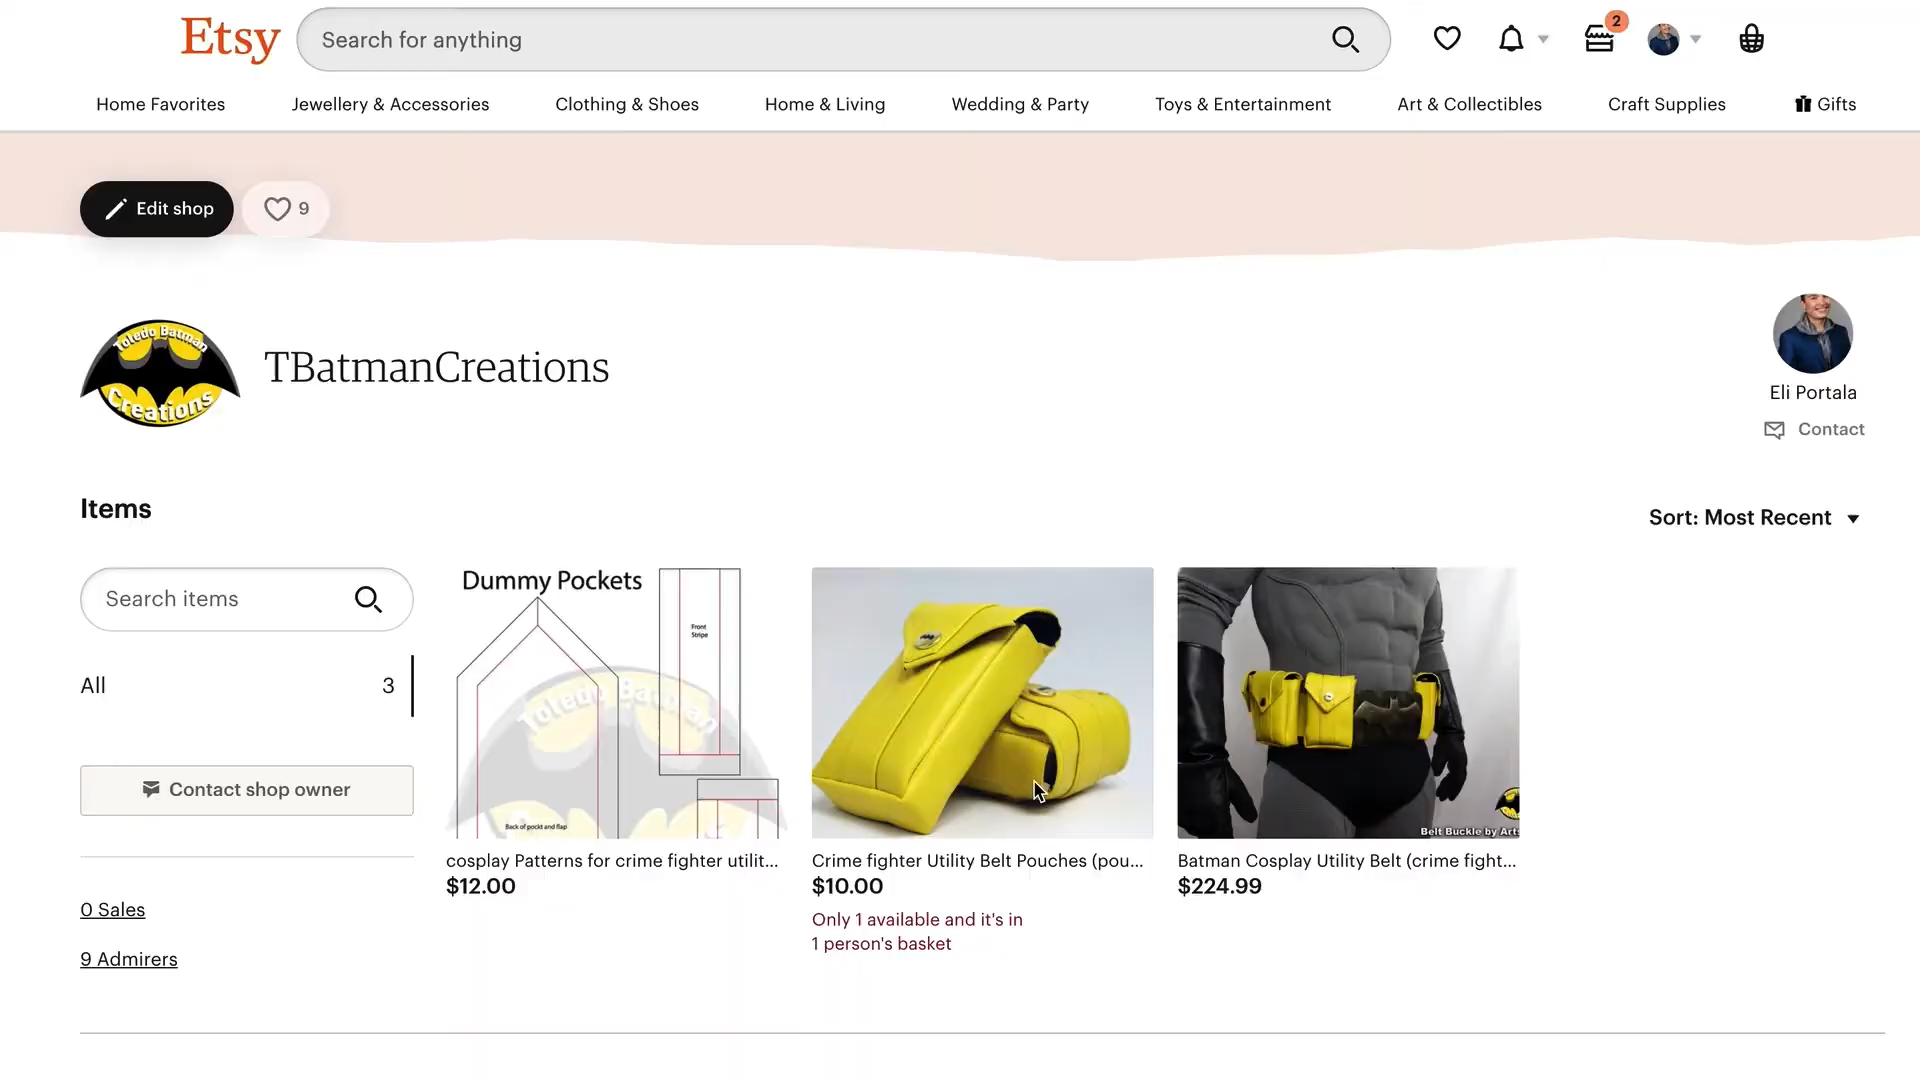 Etsy
Search for anything
2
Home Favorites
Jewellery & Accessories
Clothing & Shoes
Home & Living
Wedding & Party
Toys & Entertainment
Art & Collectibles
Craft Supplies
Gifts
Edit shop
9
Toledo Batman
Creations
TBatmanCreations
Eli Portala
Contact
Items
Sort: Most Recent
Search items
All 3
Contact shop owner
0 Sales
9 Admirers
Dummy Pockets
Front
Stripe
Toledo Batman
Back of pockt and flap
cosplay Patterns for crime fighter utilit...
$12.00
Crime fighter Utility Belt Pouches (pou...
$10.00
Only 1 available and it's in
1 person's basket
Belt Buckle by Arts
Batman Cosplay Utility Belt (crime fight...
$224.99